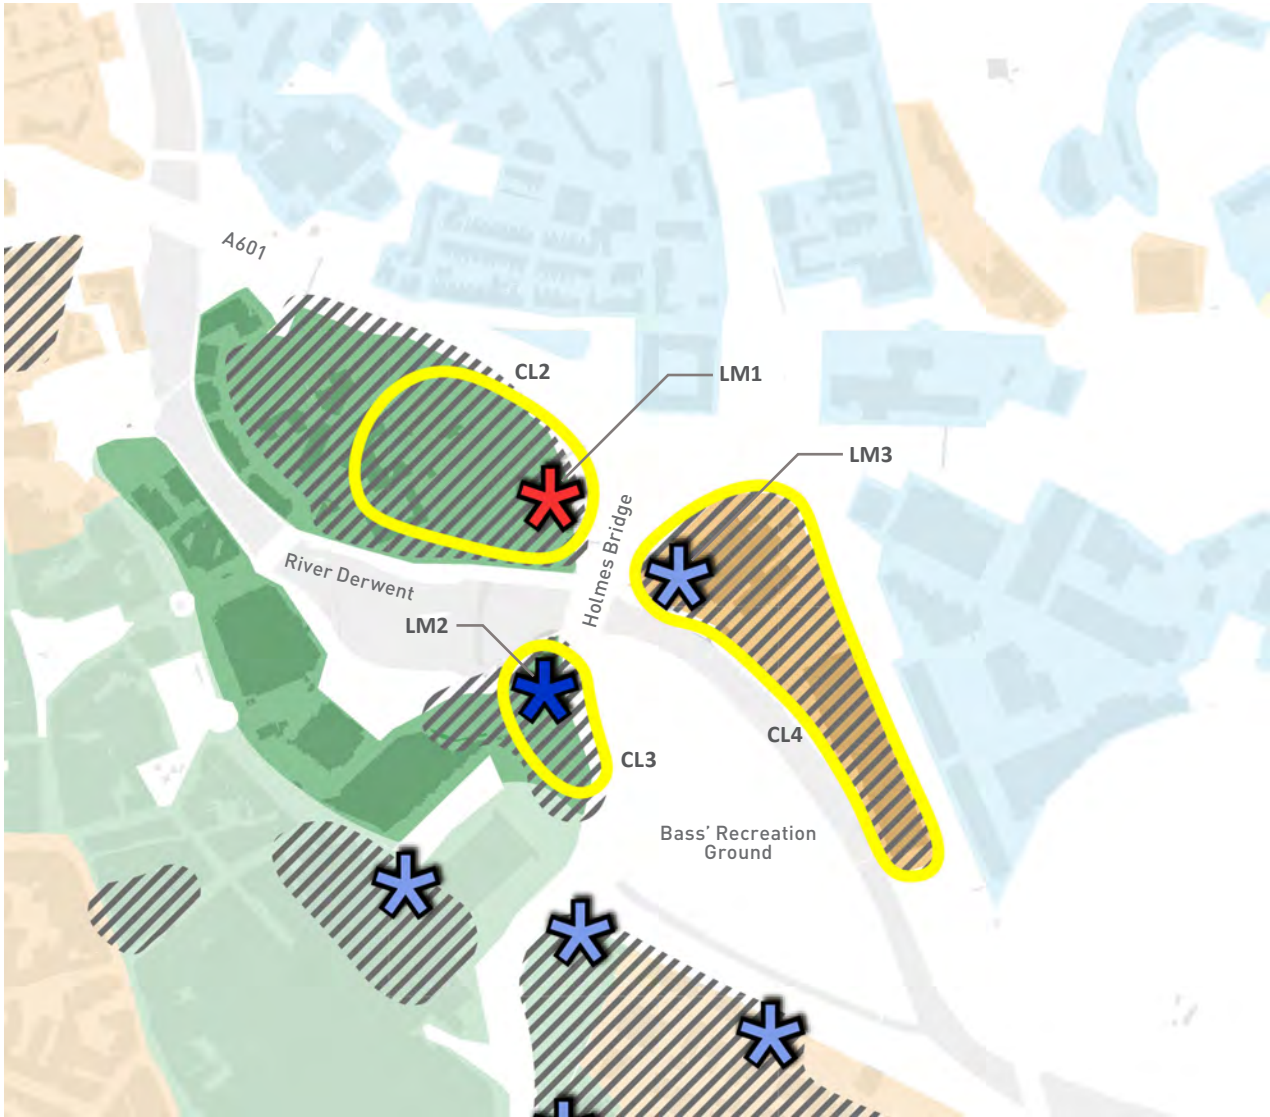 A601
CL2
LM1
LM3
Holmes Bridge
River Derwent
LM2
CL4
CL3
Bass’ Recreation
Ground